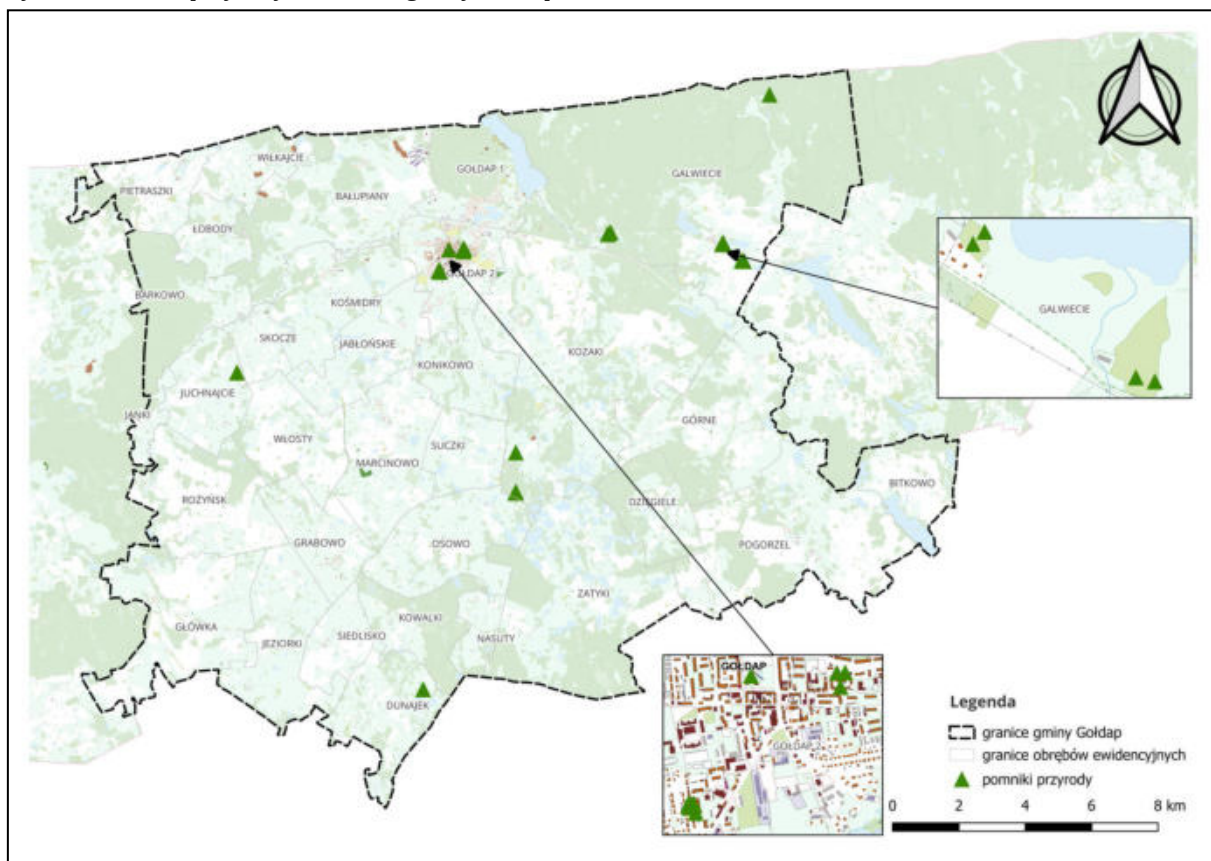 WIŁKAJCIE
GOŁDAP 1
GALWIECIE
PIETRASZKI
BAŁUPIANY
ŁOBODY
GOŁDAP 2
BARKOWO
KOŚMIDRY
GALWIECIE
SKOCZE
JABŁOŃSKIE
KOZAKI
KONIKOWO
JUCHNAJCIE
JANKI
GÓRNE
WŁOSTY
SUCZKI
MARCINOWO
BITKOWO
ROŻYŃSK
DZIĘGIELE
GRABOWO
OSOWO
POGORZEL
ZATYKI
KOWALKI
GŁÓWKA
SIEDLISKO
NASUTY
JEZIORKI
DUNAJEK
GOŁDAP
GOŁDAP 2
Legenda
granice gminy Gołdap
granice obrębów ewidencyjnych
pomniki przyrody
0 2 4 6 8 km